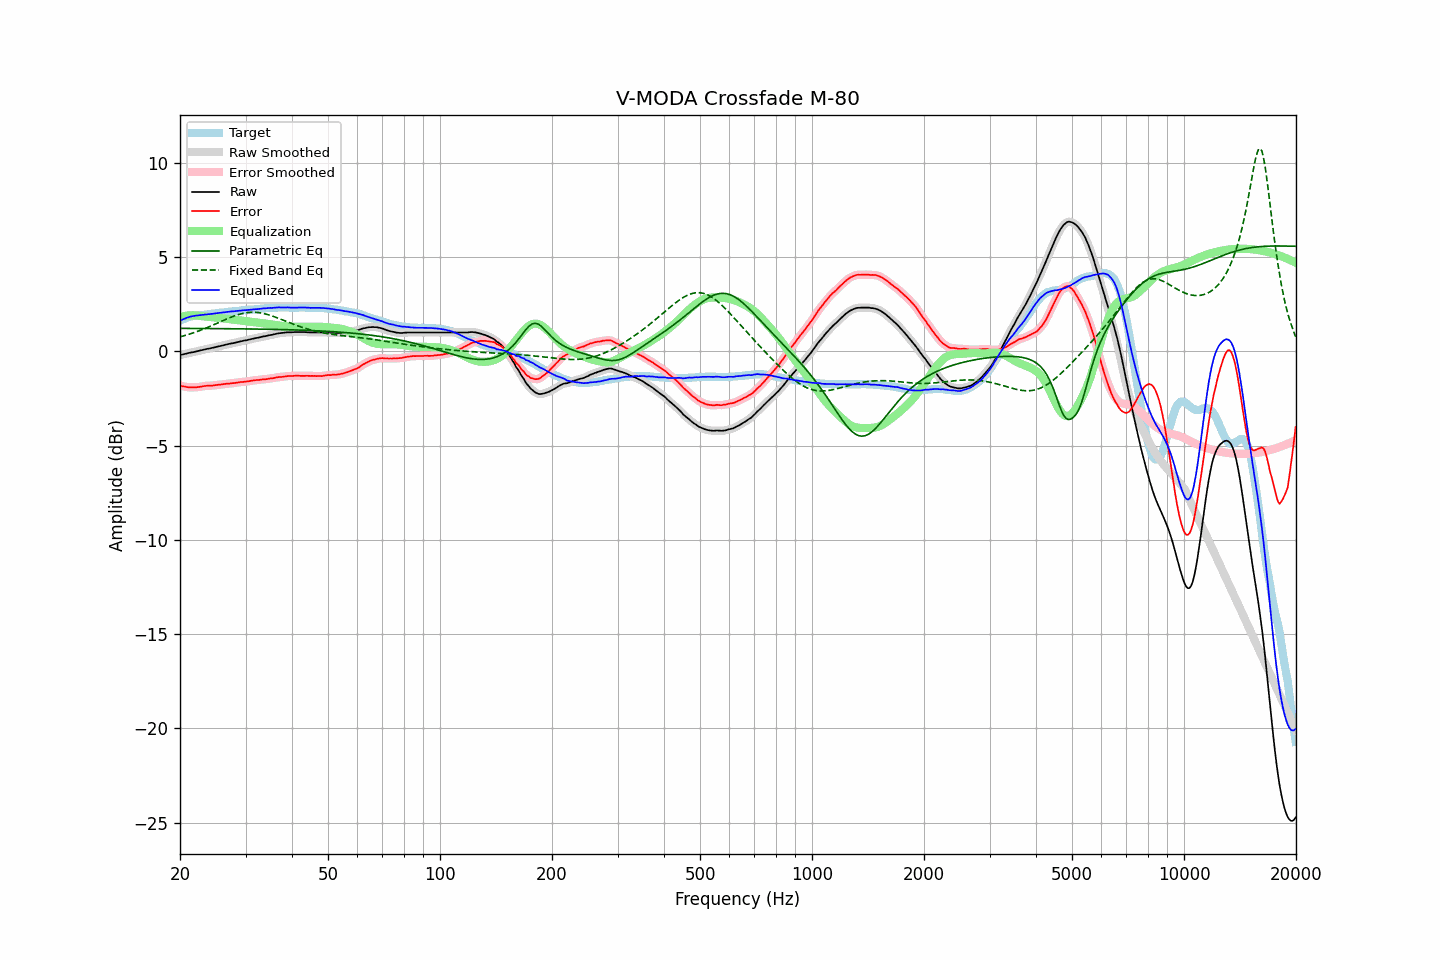 V-MODA Crossfade M-80
Target
Raw Smoothed
Error Smoothed
Raw
Error
Equalization
Parametric Eq
Fixed Band Eq
Equalized
10
5
0
−5
−10
−15
−20
−25
Amplitude (dBr)
20 50 100 200 500 1000 2000 5000 10000 20000
Frequency (Hz)